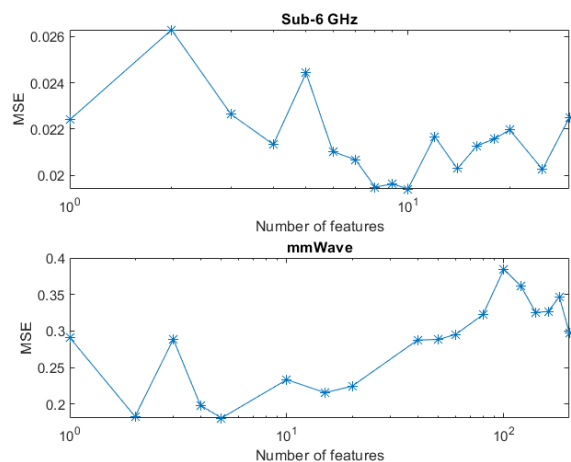 Sub-6 GHz
0.026
0.024
0.022
0.02
MSE
10^0
10^1
Number of features
mmWave
0.4
0.35
0.3
0.25
0.2
MSE
10^0
10^1
10^2
Number of features